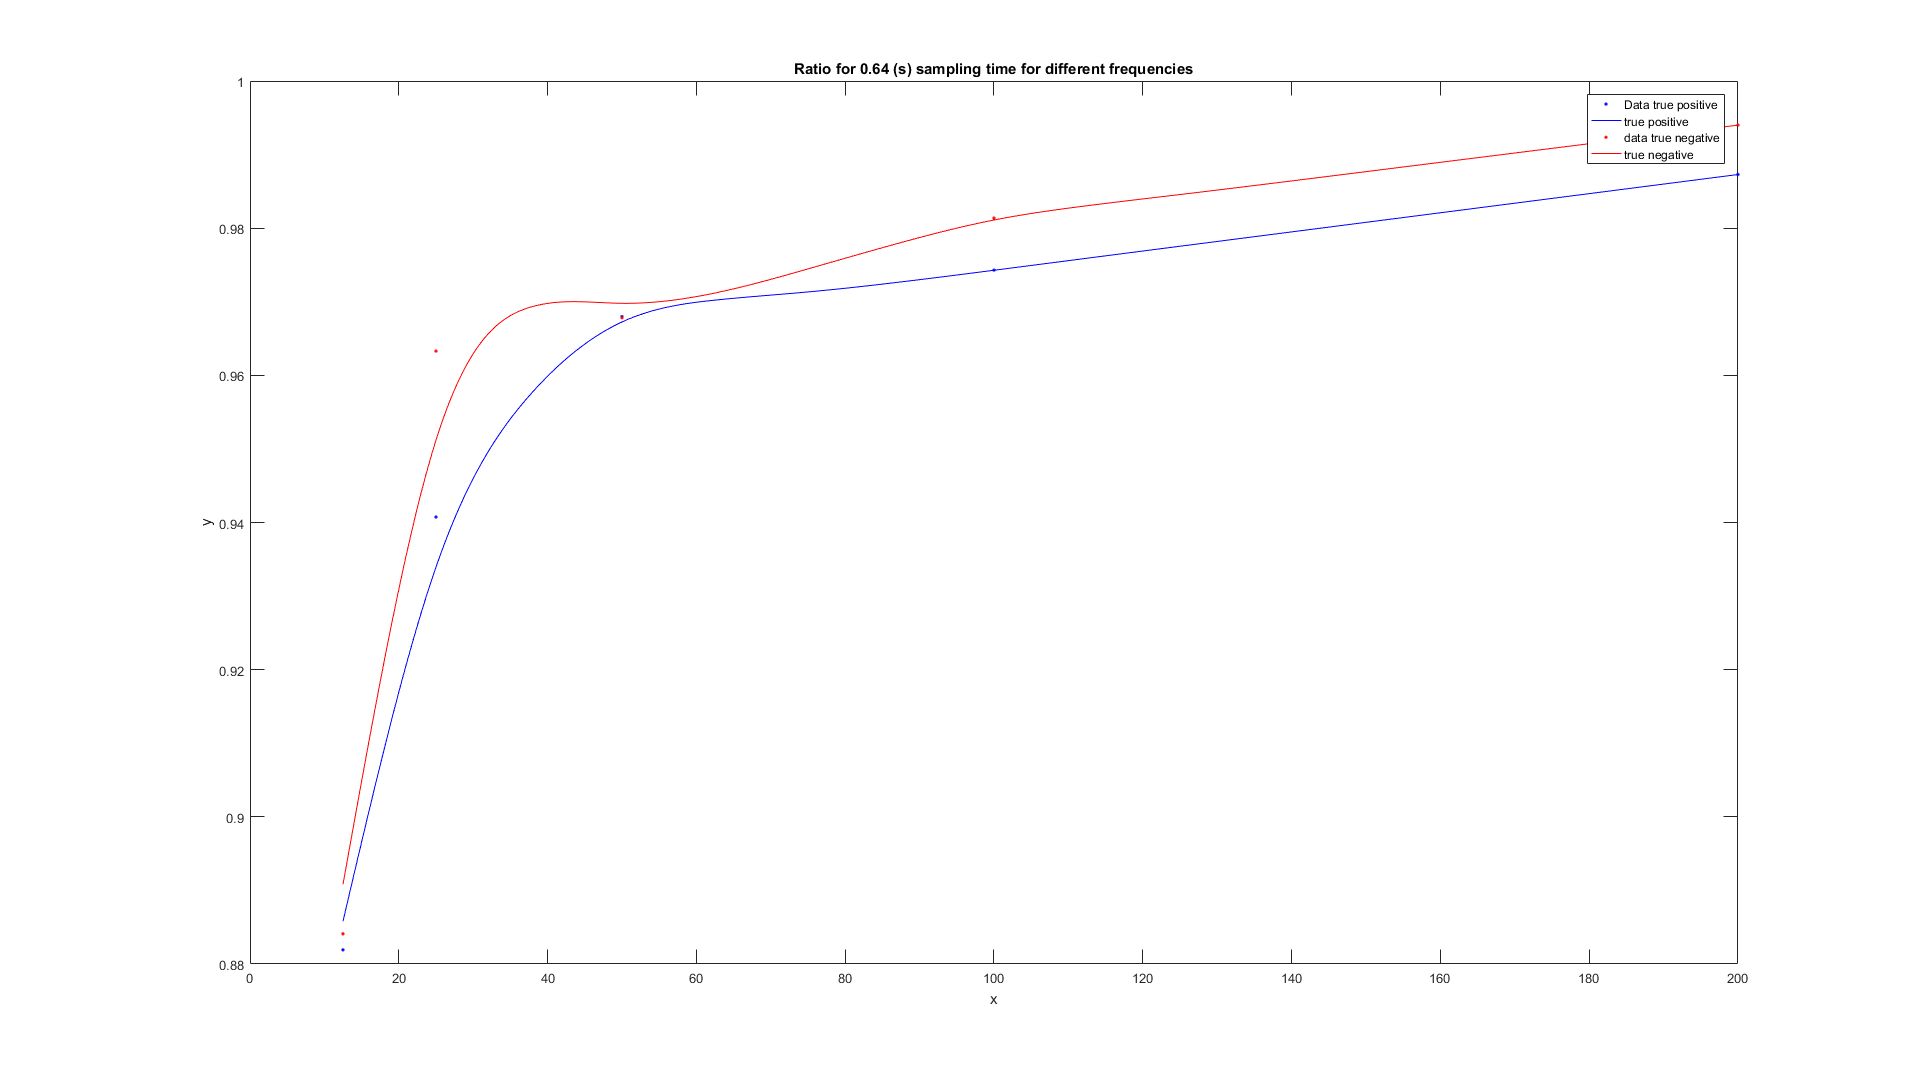 Ratio for 0.64 (s) sampling time for different frequencies
1
0.98
0.96
0.94
0.92
0.9
0.88
y
Data true positive
true positive
data true negative
true negative
0 20 40 60 80 100 120 140 160 180 200
x